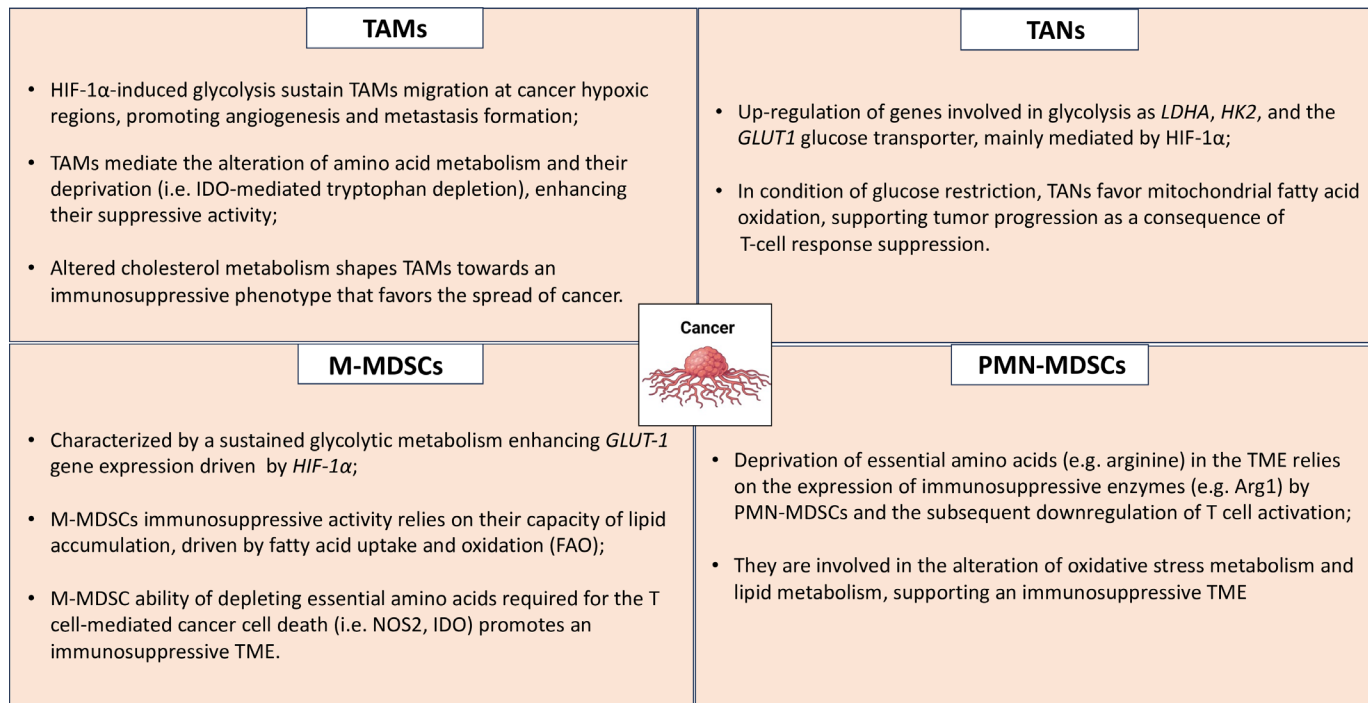 TAMs
• HIF-1α-induced glycolysis sustain TAMs migration at cancer hypoxic
regions, promoting angiogenesis and metastasis formation;
• TAMs mediate the alteration of amino acid metabolism and their
deprivation (i.e. IDO-mediated tryptophan depletion), enhancing
their suppressive activity;
• Altered cholesterol metabolism shapes TAMs towards an
immunosuppressive phenotype that favors the spread of cancer.
TANs
• Up-regulation of genes involved in glycolysis as LDHA, HK2, and the
GLUT1 glucose transporter, mainly mediated by HIF-1α;
• In condition of glucose restriction, TANs favor mitochondrial fatty acid
oxidation, supporting tumor progression as a consequence of
T-cell response suppression.
Cancer
M-MDSCs
• Characterized by a sustained glycolytic metabolism enhancing GLUT-1
gene expression driven by HIF-1α;
• M-MDSCs immunosuppressive activity relies on their capacity of lipid
accumulation, driven by fatty acid uptake and oxidation (FAO);
• M-MDSC ability of depleting essential amino acids required for the T
cell-mediated cancer cell death (i.e. NOS2, IDO) promotes an
immunosuppressive TME.
PMN-MDSCs
• Deprivation of essential amino acids (e.g. arginine) in the TME relies
on the expression of immunosuppressive enzymes (e.g. Arg1) by
PMN-MDSCs and the subsequent downregulation of T cell activation;
• They are involved in the alteration of oxidative stress metabolism and
lipid metabolism, supporting an immunosuppressive TME